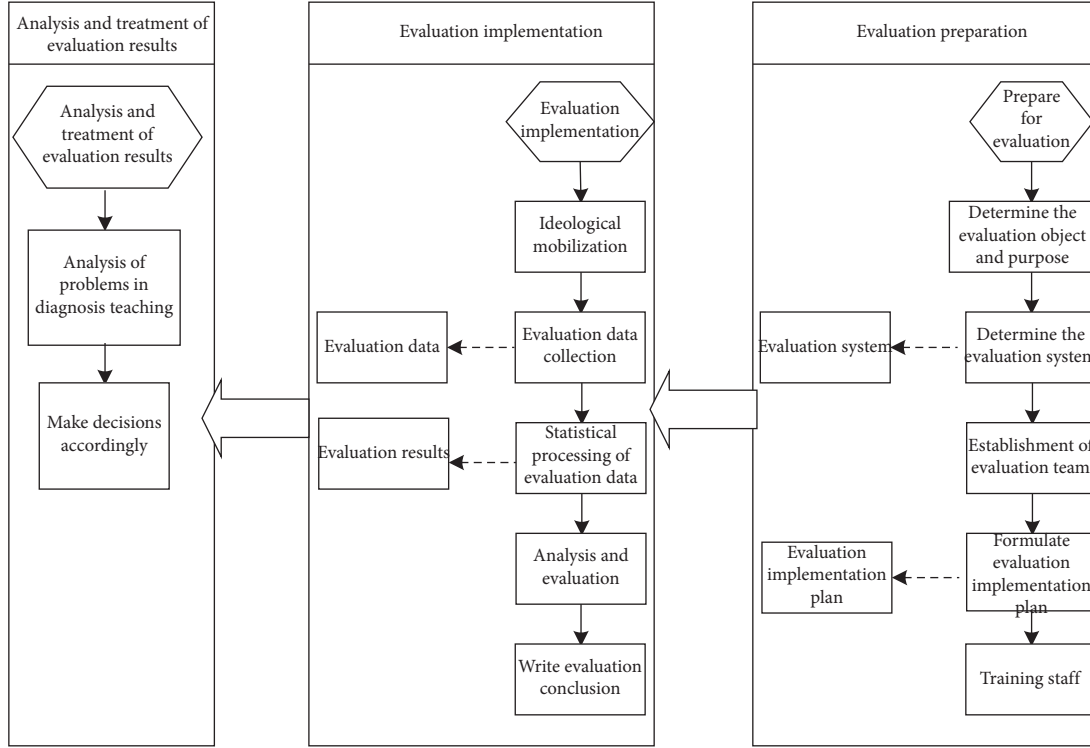 Analysis and treatment of
evaluation results
Analysis and
treatment of
evaluation results
Analysis of
problems in
diagnosis teaching
Make decisions
accordingly
Evaluation implementation
Evaluation
implementation
Ideological
mobilization
Evaluation data
collection
Evaluation data
Statistical
processing of
evaluation data
Evaluation results
Analysis and
evaluation
Write evaluation
conclusion
Evaluation preparation
Prepare
for
evaluation
Determine the
evaluation object
and purpose
Determine the
evaluation system
Evaluation system
Establishment of
evaluation team
Formulate
evaluation
implementation
plan
Evaluation
implementation
plan
Training staff